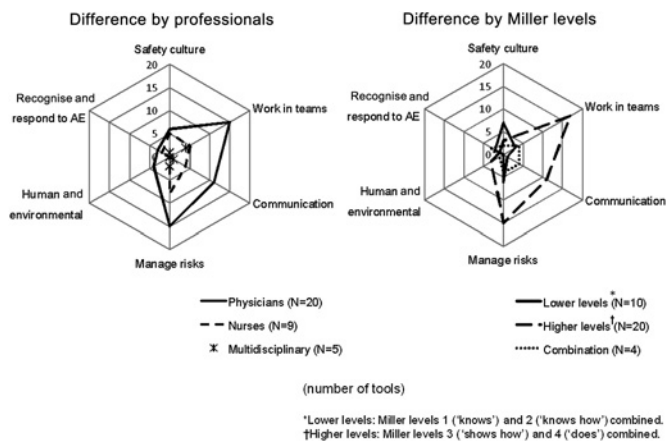 Difference by professionals
Safety culture
20
15
10
5
0
Recognise and
respond to AE
Work in teams
Human and
environmental
Communication
Manage risks
Physicians (N=20)
Nurses (N=9)
Multidisciplinary (N=5)
Difference by Miller levels
Safety culture
20
15
10
5
0
Recognise and
respond to AE
Work in teams
Human and
environmental
Communication
Manage risks
Lower levels* (N=10)
Higher levels† (N=20)
Combination (N=4)
(number of tools)
*Lower levels: Miller levels 1 ('knows') and 2 ('knows how') combined.
†Higher levels: Miller levels 3 ('shows how') and 4 ('does') combined.